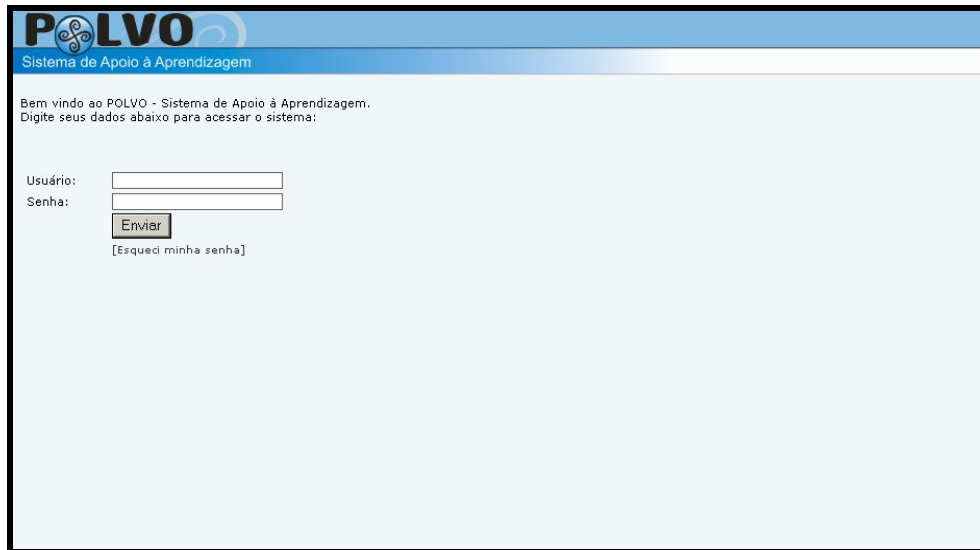 POLVO
Sistema de Apoio à Aprendizagem
Bem vindo ao POLVO - Sistema de Apoio à Aprendizagem.
Digite seus dados abaixo para acessar o sistema:
Usuário:
Senha:
Enviar
[Esqueci minha senha]